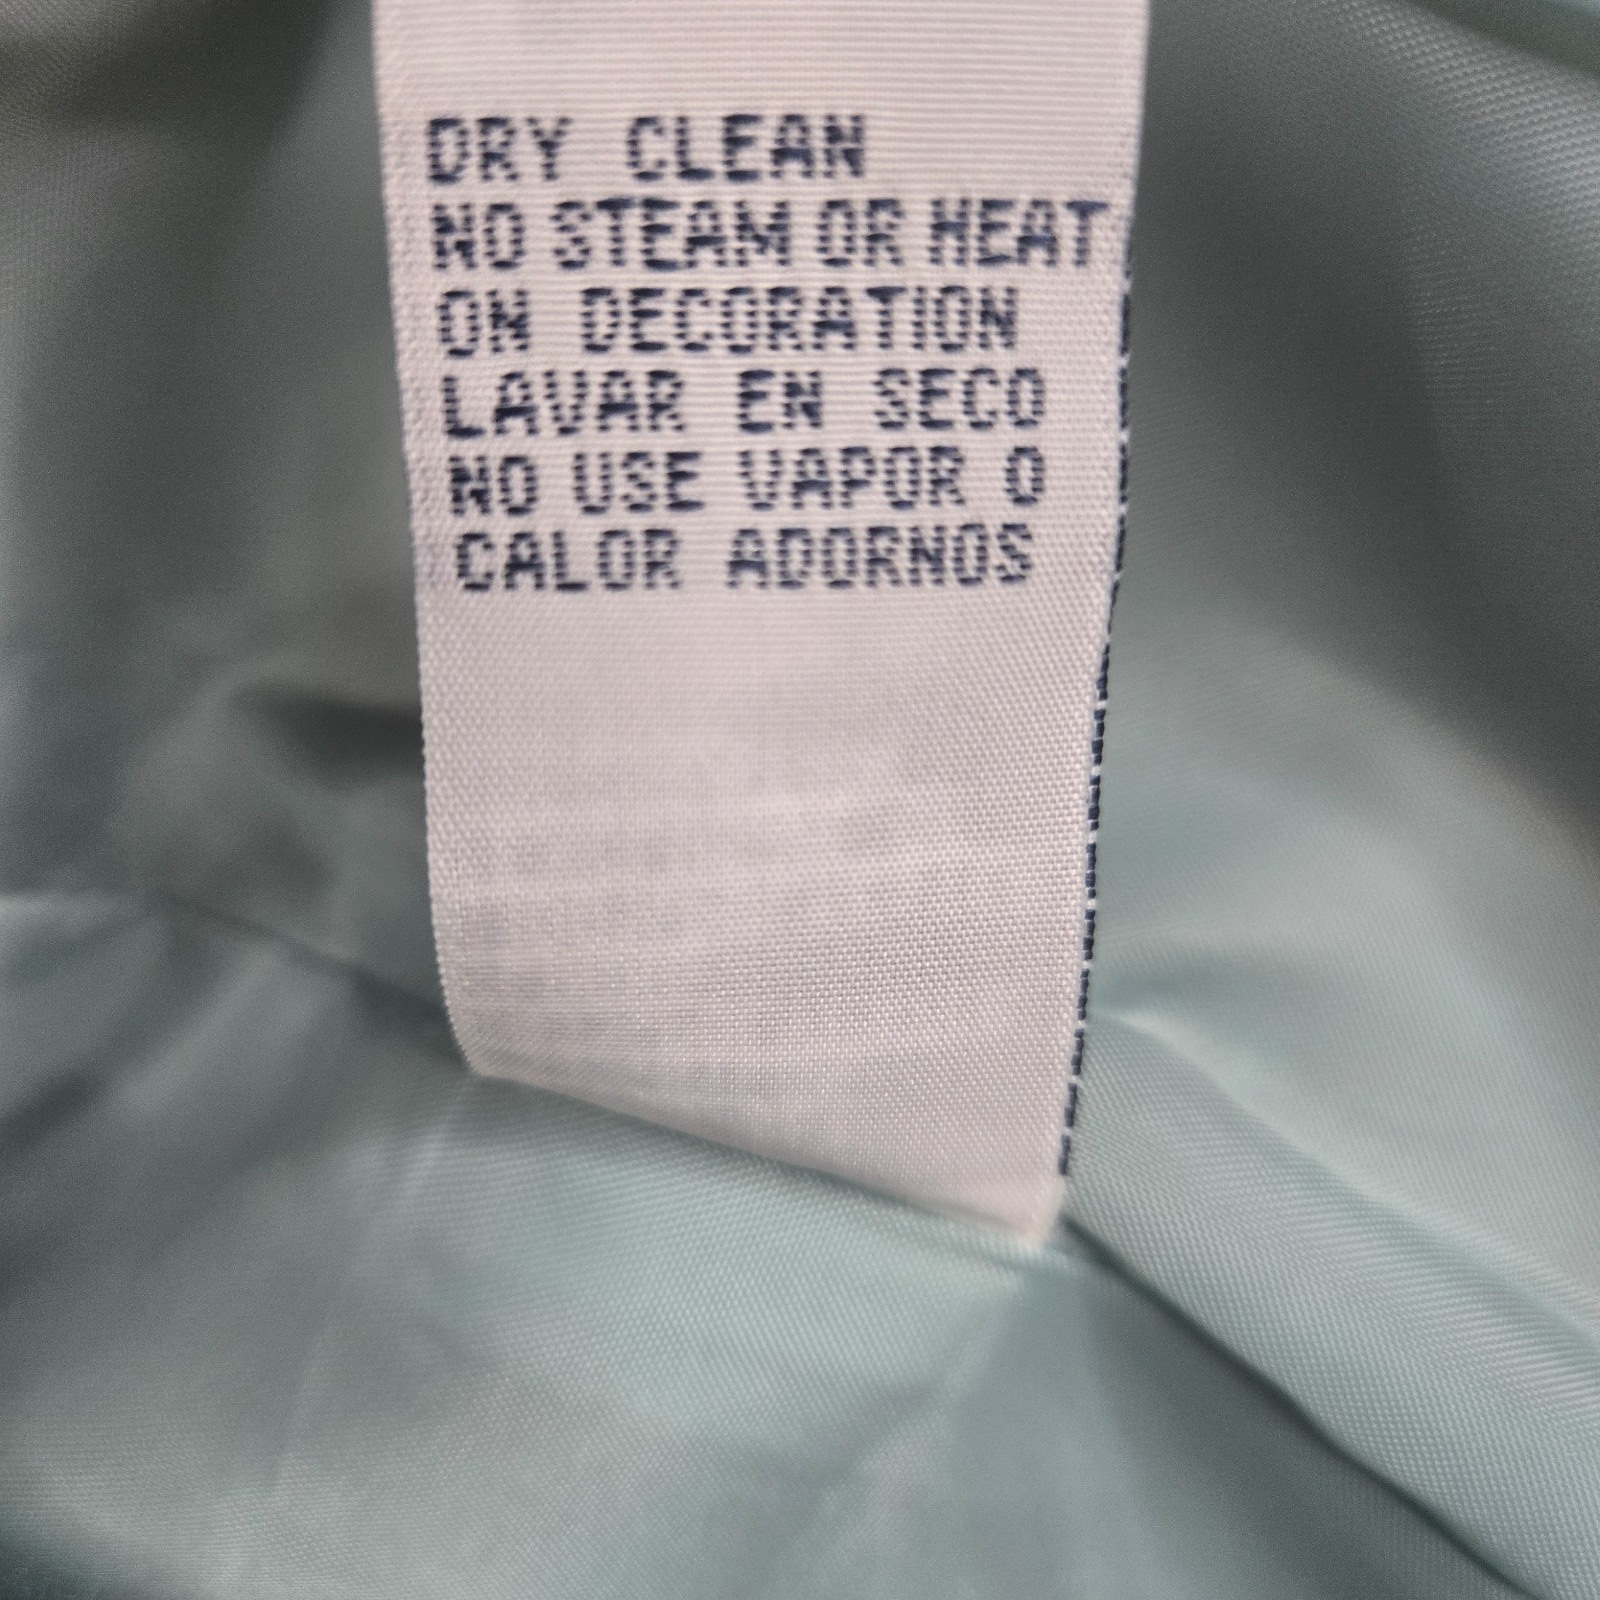 DRY CLEAN
NO STEAM OR HEAT
ON DECORATION
LAVAR EN SECO
NO USE VAPOR O
CALOR ADORNOS